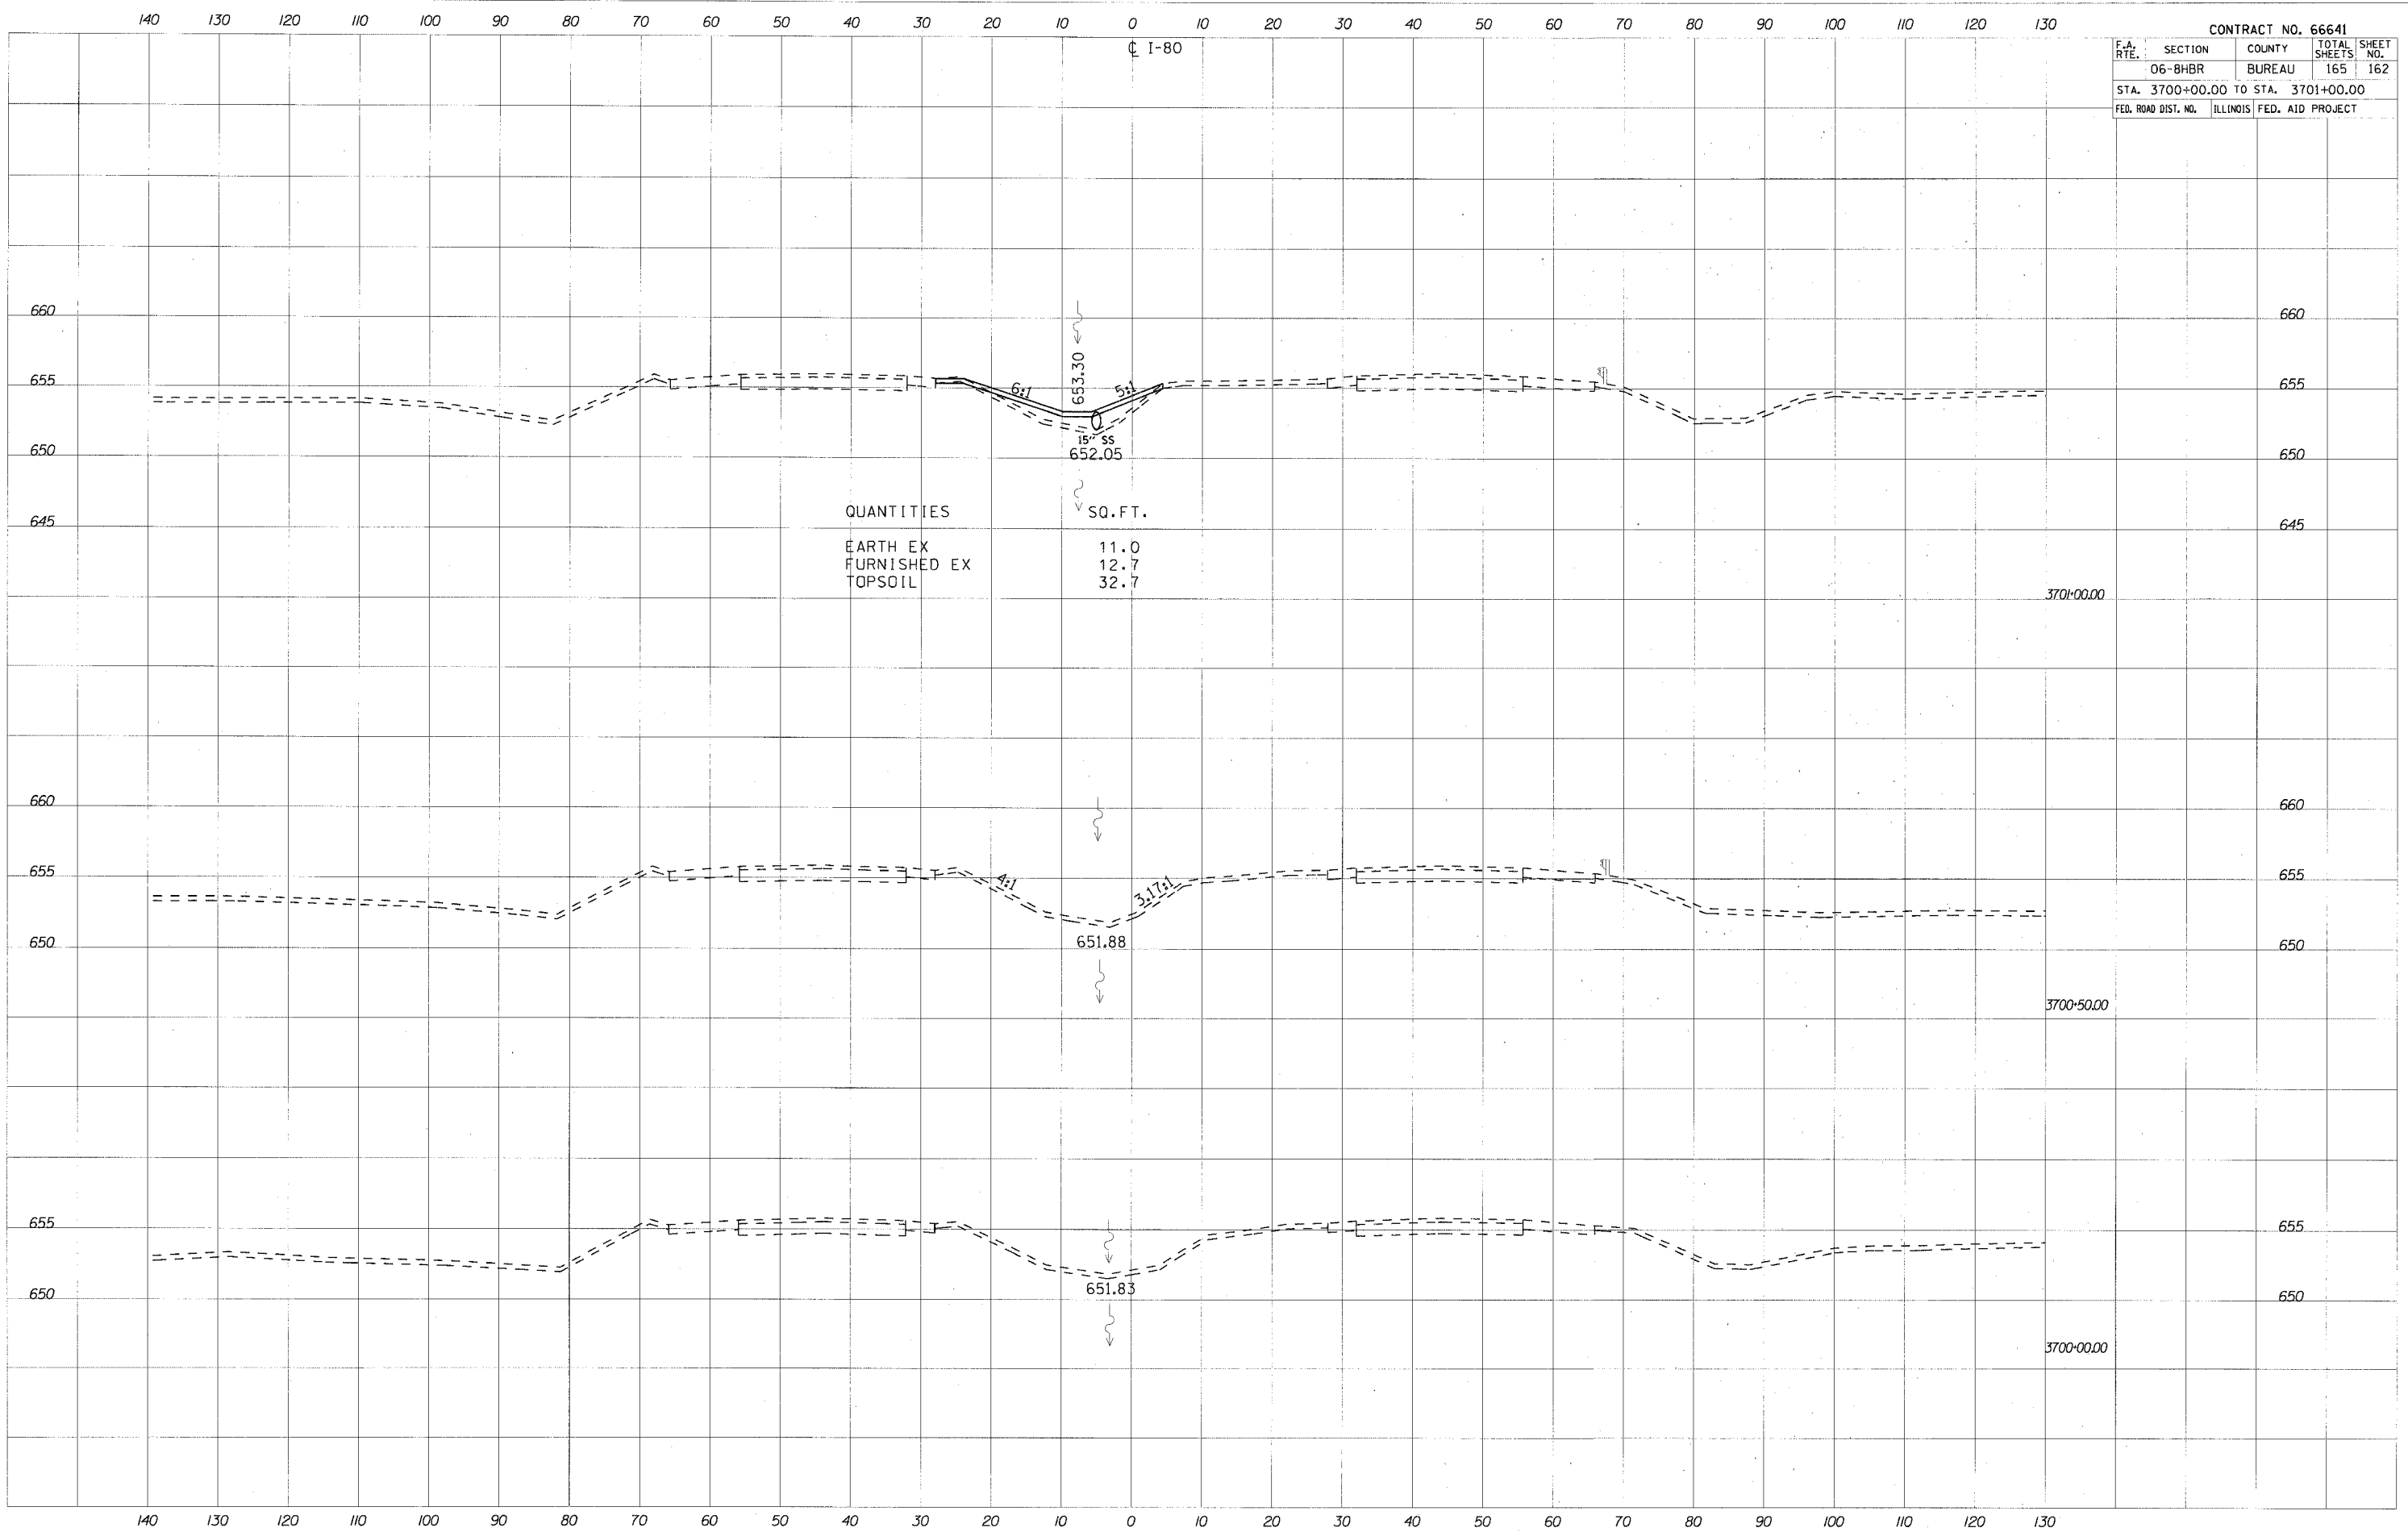 140 130 120 110 100 90 80 70 60 50 40 30 20 10 0 10 20 30 40 50 60 70 80 90 100 110 120 130
CONTRACT NO. 66641
F.A. RTE. SECTION COUNTY TOTAL SHEETS SHEET NO.
06-8HBR BUREAU 165 162
STA. 3700+00.00 TO STA. 3701+00.00
FED. ROAD DIST. NO. ILLINOIS FED. AID PROJECT
℄ I-80
660 660
653.30
655 6:1 5:1 655
15" SS
650 652.05 650
QUANTITIES SQ.FT.
645 645
EARTH EX 11.0
FURNISHED EX 12.7
TOPSOIL 32.7
3701+00.00
660 660
655 4:1 3.17:1 655
650 651.88 650
3700+50.00
655 655
650 651.83 650
3700+00.00
140 130 120 110 100 90 80 70 60 50 40 30 20 10 0 10 20 30 40 50 60 70 80 90 100 110 120 130